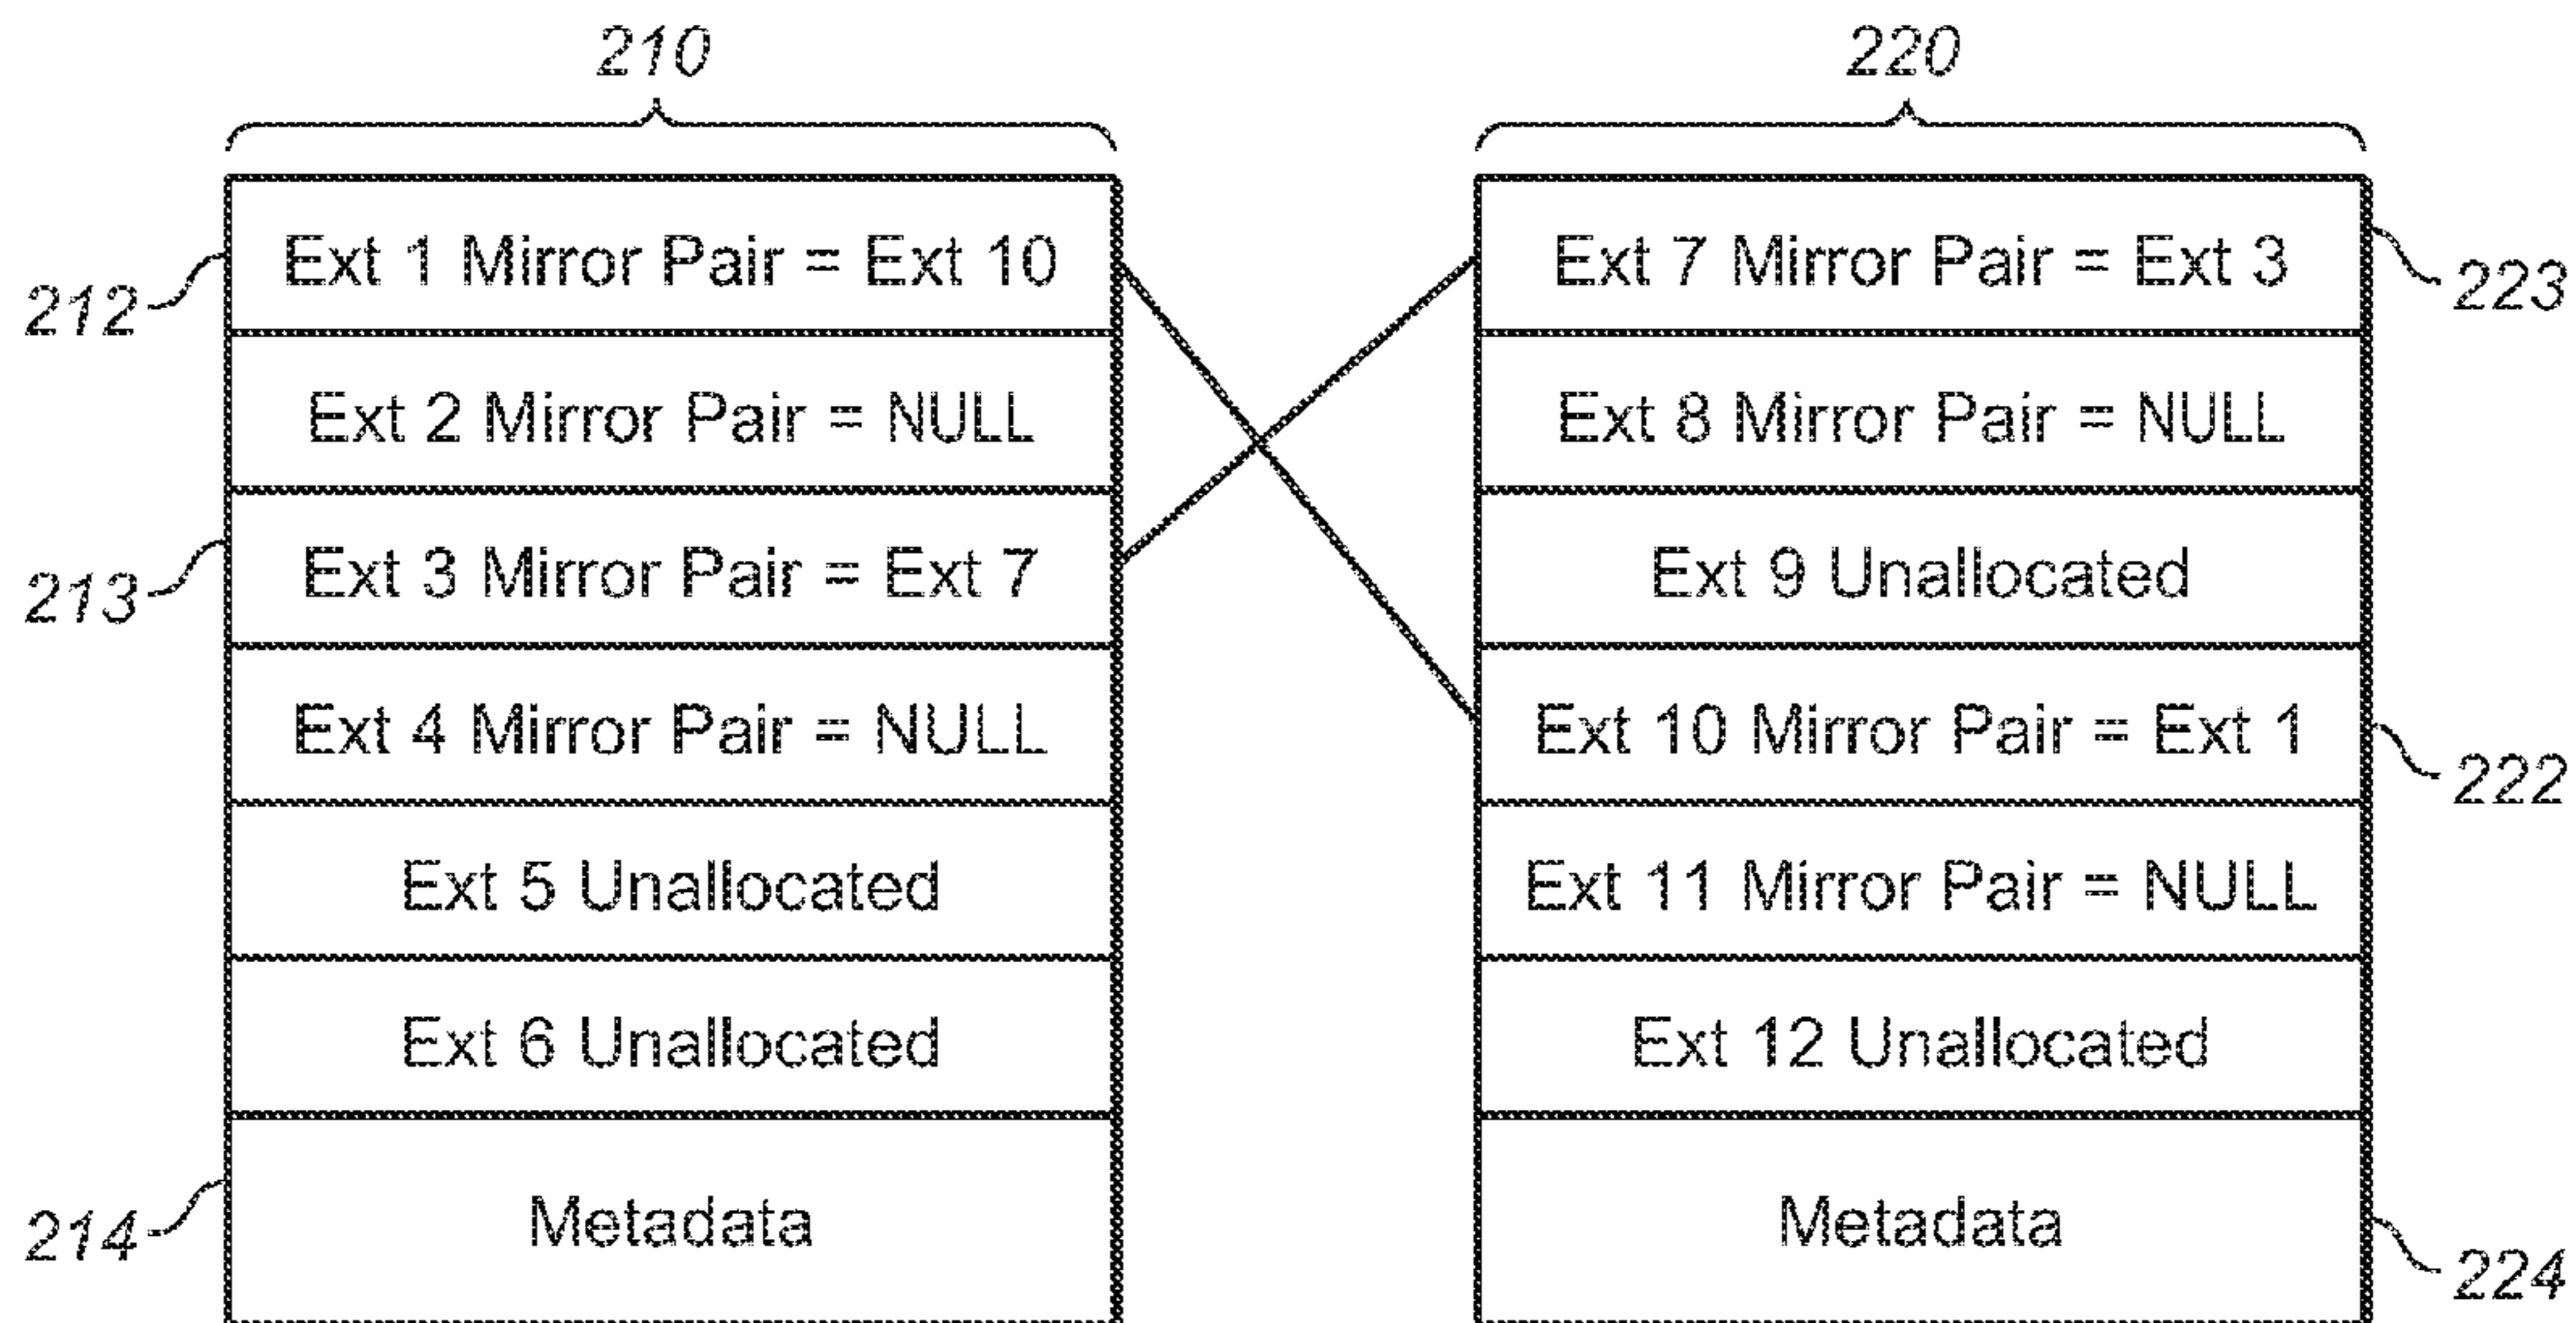 210
220
Ext 1 Mirror Pair = Ext 10
Ext 2 Mirror Pair = NULL
Ext 3 Mirror Pair = Ext 7
Ext 4 Mirror Pair = NULL
Ext 5 Unallocated
Ext 6 Unallocated
Metadata
212
213
214
Ext 7 Mirror Pair = Ext 3
Ext 8 Mirror Pair = NULL
Ext 9 Unallocated
Ext 10 Mirror Pair = Ext 1
Ext 11 Mirror Pair = NULL
Ext 12 Unallocated
Metadata
223
222
224